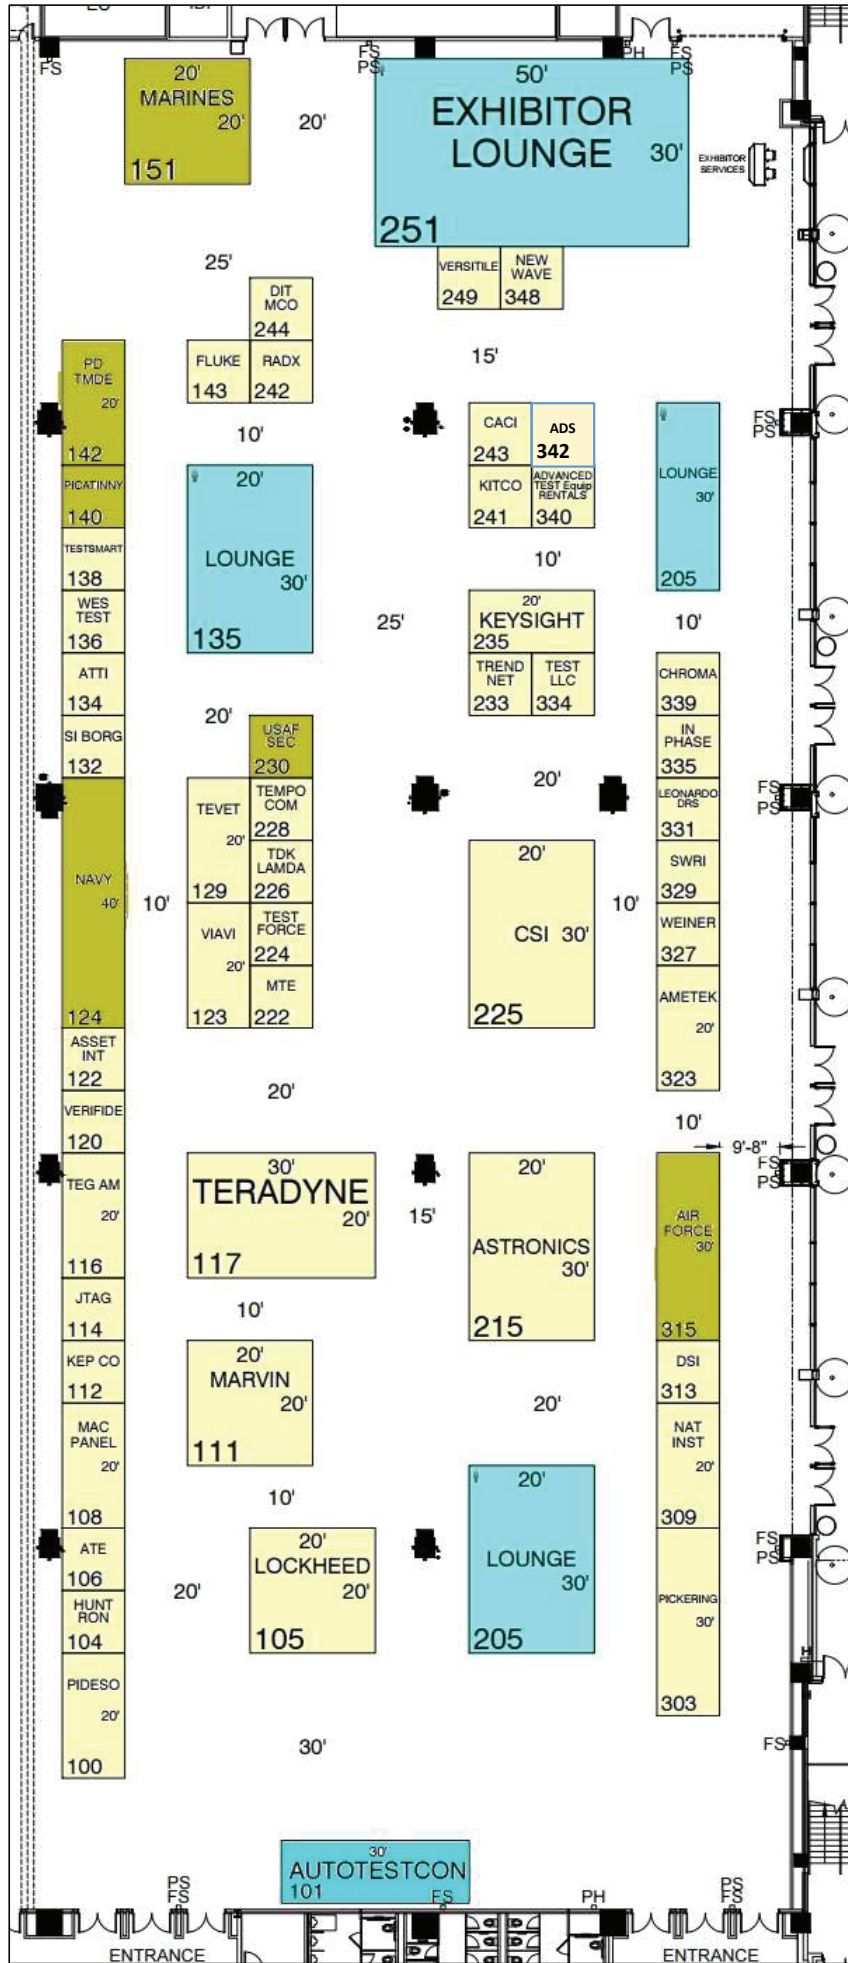 FS
FS
PS
PH
FS
PS
20'
MARINES
20'
151
20'
50'
EXHIBITOR
LOUNGE
30'
251
EXHIBITOR
SERVICES
25'
VERSITILE
249
NEW
WAVE
348
DIT
MCO
244
15'
PD
TMDE
20'
142
FLUKE
143
RADX
242
10'
CACI
243
ADS
342
LOUNGE
30'
205
FS
PS
PICATINNY
140
20'
LOUNGE
30'
135
KITCO
241
ADVANCED
TEST Equip
RENTALS
340
TESTSMART
138
10'
WES
TEST
136
25'
20'
KEYSIGHT
235
10'
ATTI
134
TREND
NET
233
TEST
LLC
334
CHROMA
339
SI BORG
132
20'
USAF
SEC
230
IN
PHASE
335
20'
NAVY
40'
124
10'
TEVET
20'
129
TEMPO
COM
228
LEONARDO
DRS
331
FS
PS
TDK
LAMDA
226
20'
CSI 30'
225
SWRI
329
10'
VIAVI
20'
123
TEST
FORCE
224
WEINER
327
MTE
222
AMETEK
20'
323
ASSET
INT
122
20'
VERIFIDE
120
10'
9'-8"
FS
PS
TEG AM
20'
116
30'
TERADYNE
20'
117
15'
20'
ASTRONICS
30'
215
AIR
FORCE
30'
315
JTAG
114
10'
KEP CO
112
20'
MARVIN
20'
111
DSI
313
20'
MAC
PANEL
20'
108
NAT
INST
20'
309
10'
20'
LOUNGE
30'
205
ATE
106
20'
LOCKHEED
20'
105
PICKERING
30'
303
FS
PS
HUNT
RON
104
20'
PIDESO
20'
100
30'
FS
30'
AUTOTESTCON
101
PS
FS
FS
PH
PS
FS
ENTRANCE
ENTRANCE